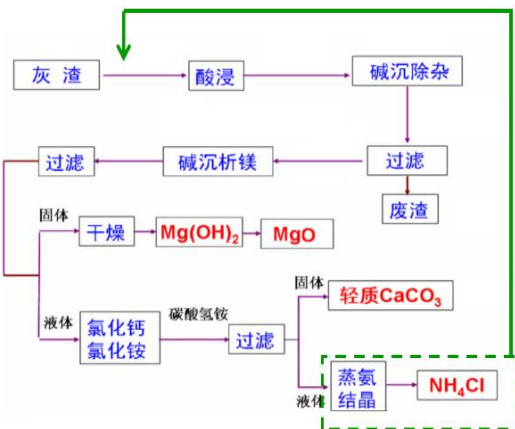 灰 渣
酸浸
碱沉除杂
过滤
碱沉析镁
过滤
废渣
固体
干燥
Mg(OH)₂
MgO
液体
氯化钙
氯化铵
碳酸氢铵
过滤
固体
轻质CaCO₃
液体
蒸氨
结晶
NH₄Cl